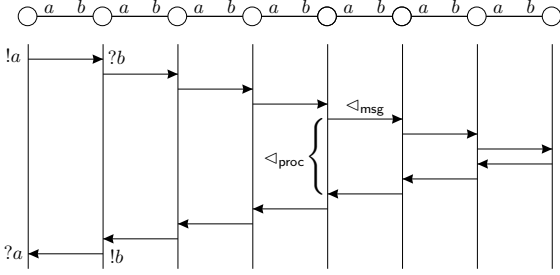 a b a b a b a b a b a b a b
!a ?b
◁msg
◁proc
?a !b